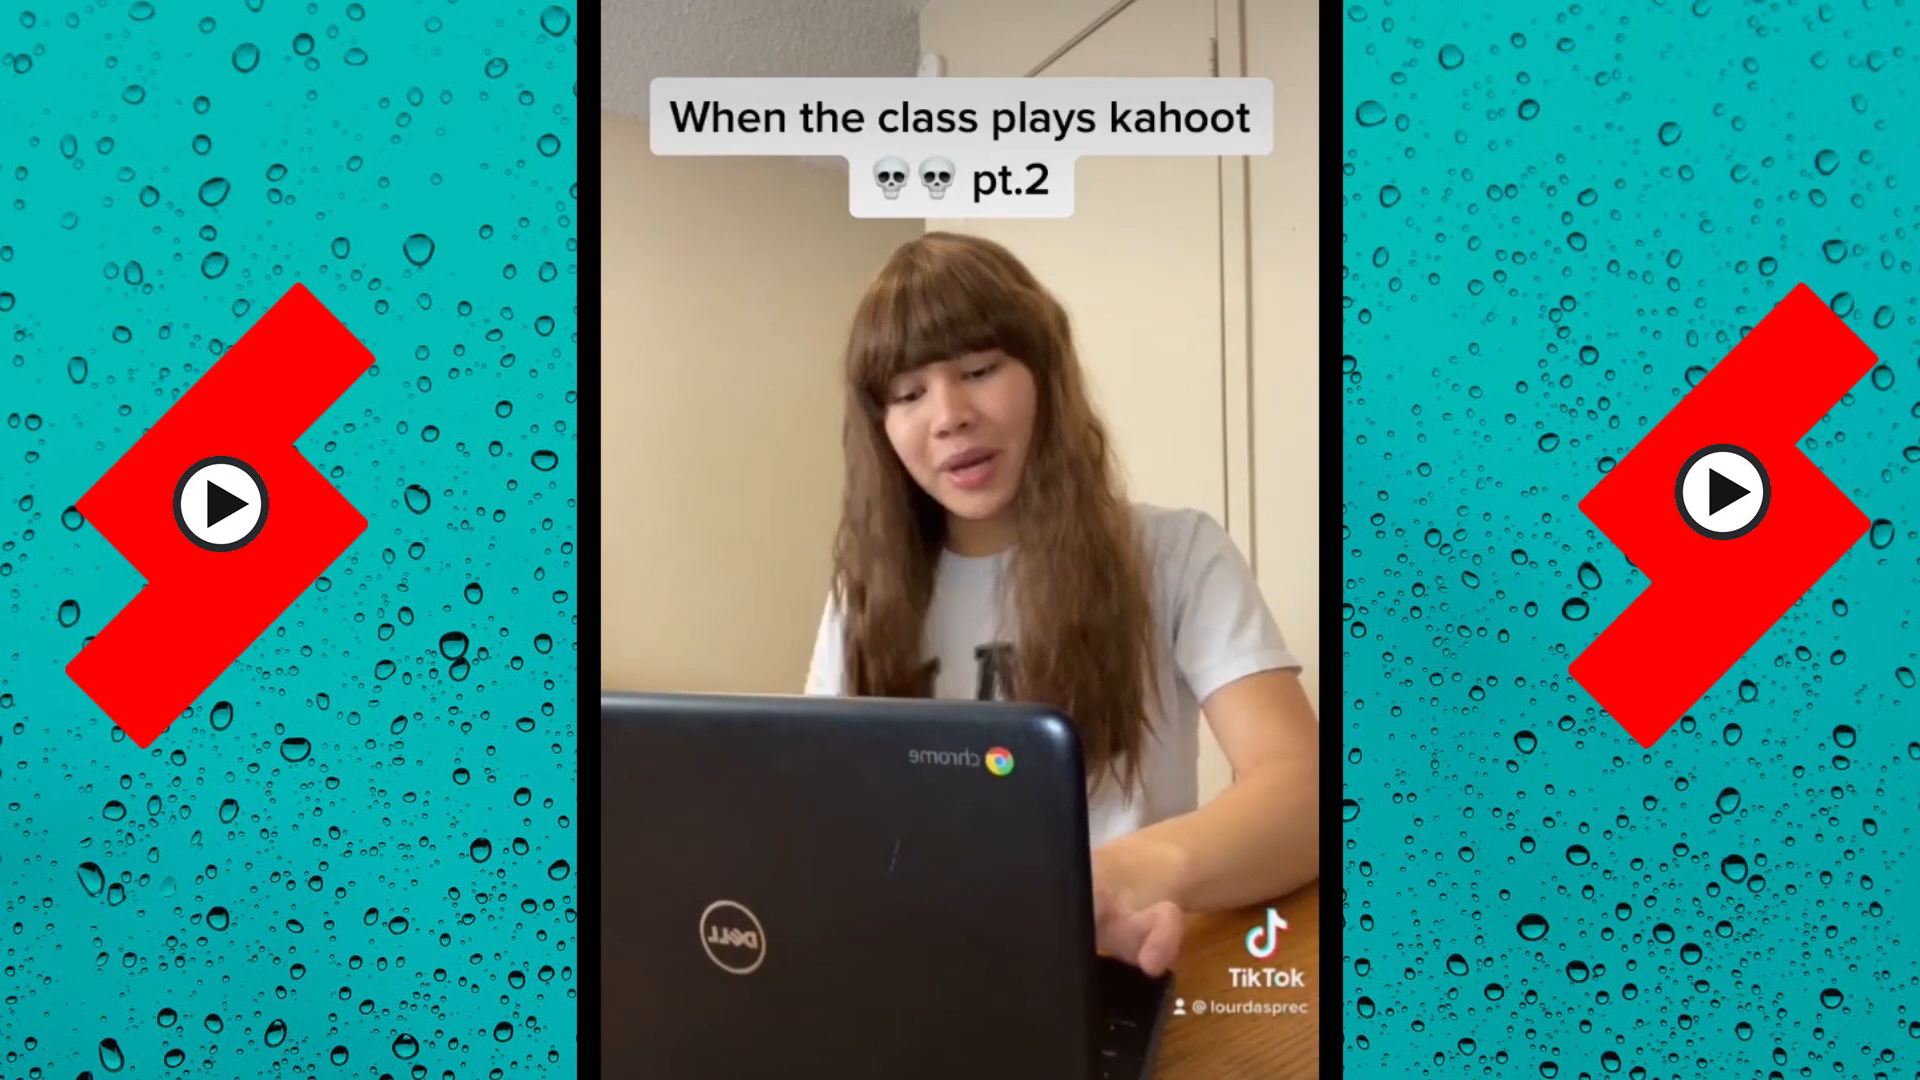 When the class plays kahoot
💀💀 pt.2
chrome
DELL
TikTok
@lourdasprec